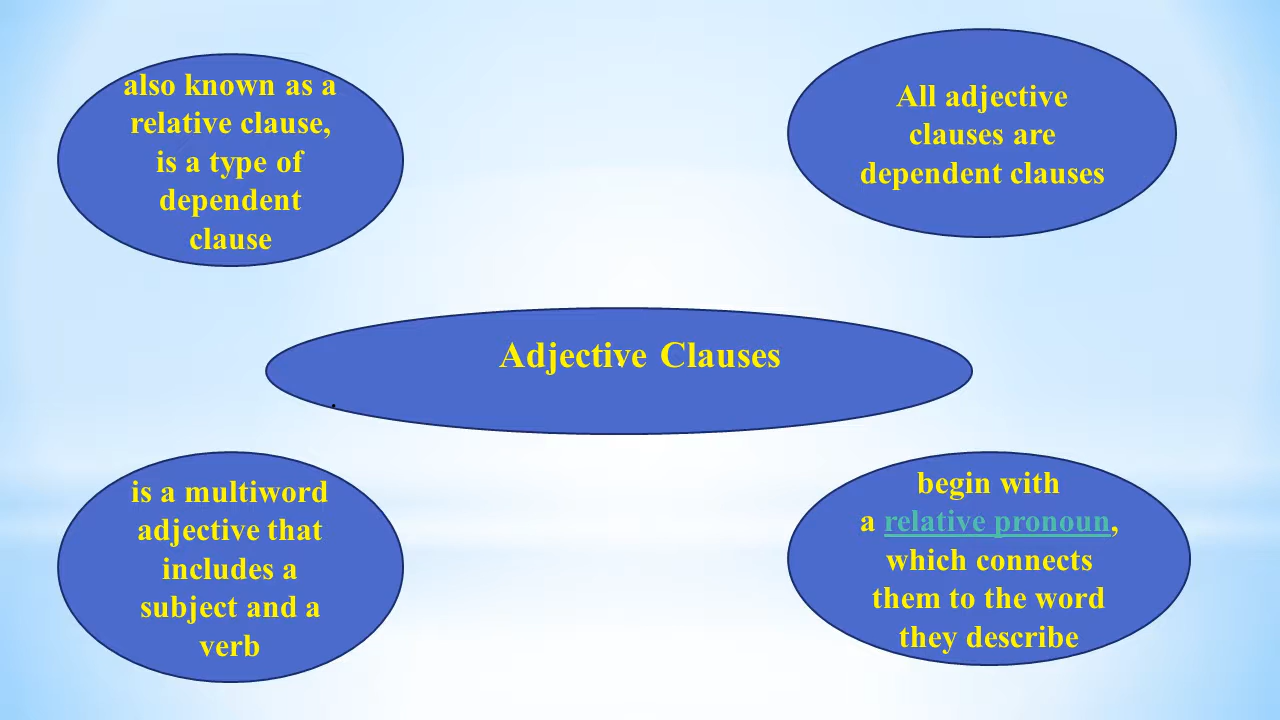 also known as a
relative clause,
is a type of
dependent
clause
All adjective
clauses are
dependent clauses
Adjective Clauses
is a multiword
adjective that
includes a
subject and a
verb
begin with
a relative pronoun,
which connects
them to the word
they describe